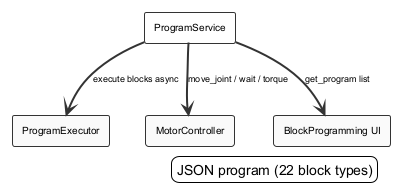 ProgramService
execute blocks async
move_joint / wait / torque
get_program list
ProgramExecutor
MotorController
BlockProgramming UI
JSON program (22 block types)